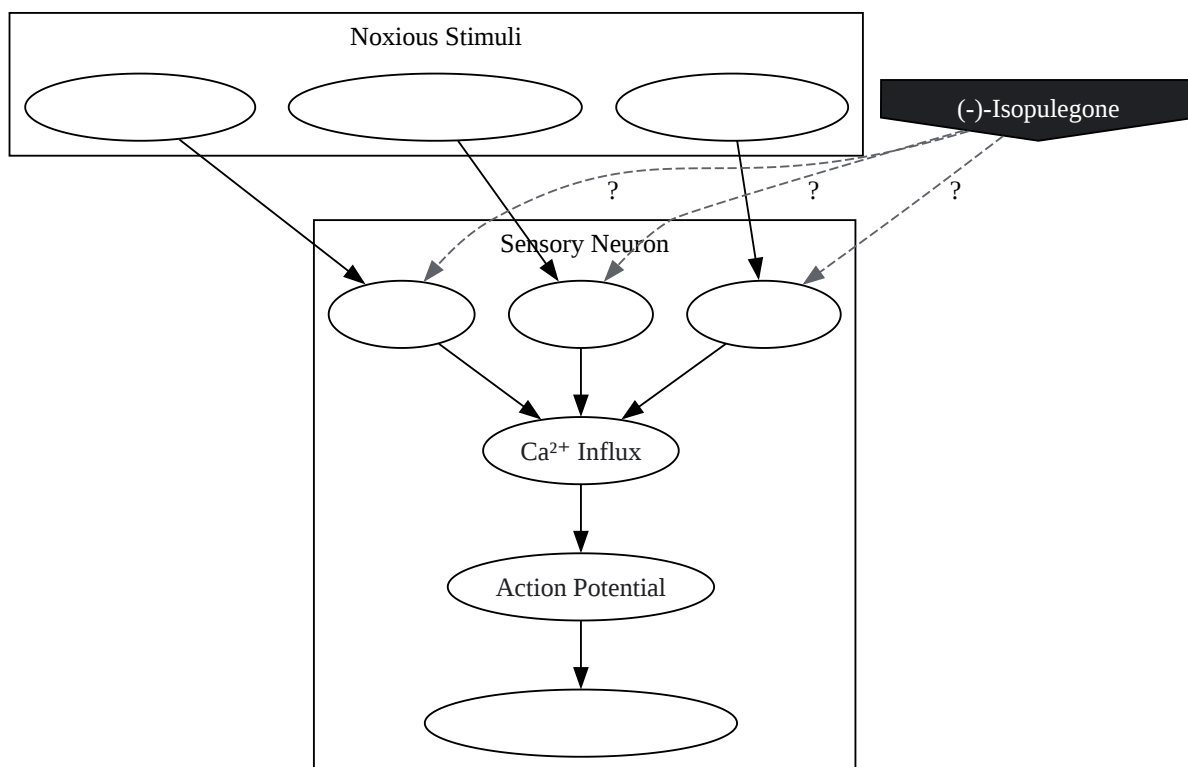 Noxious Stimuli
(-)-Isopulegone
?
?
?
Sensory Neuron
Ca²⁺ Influx
Action Potential